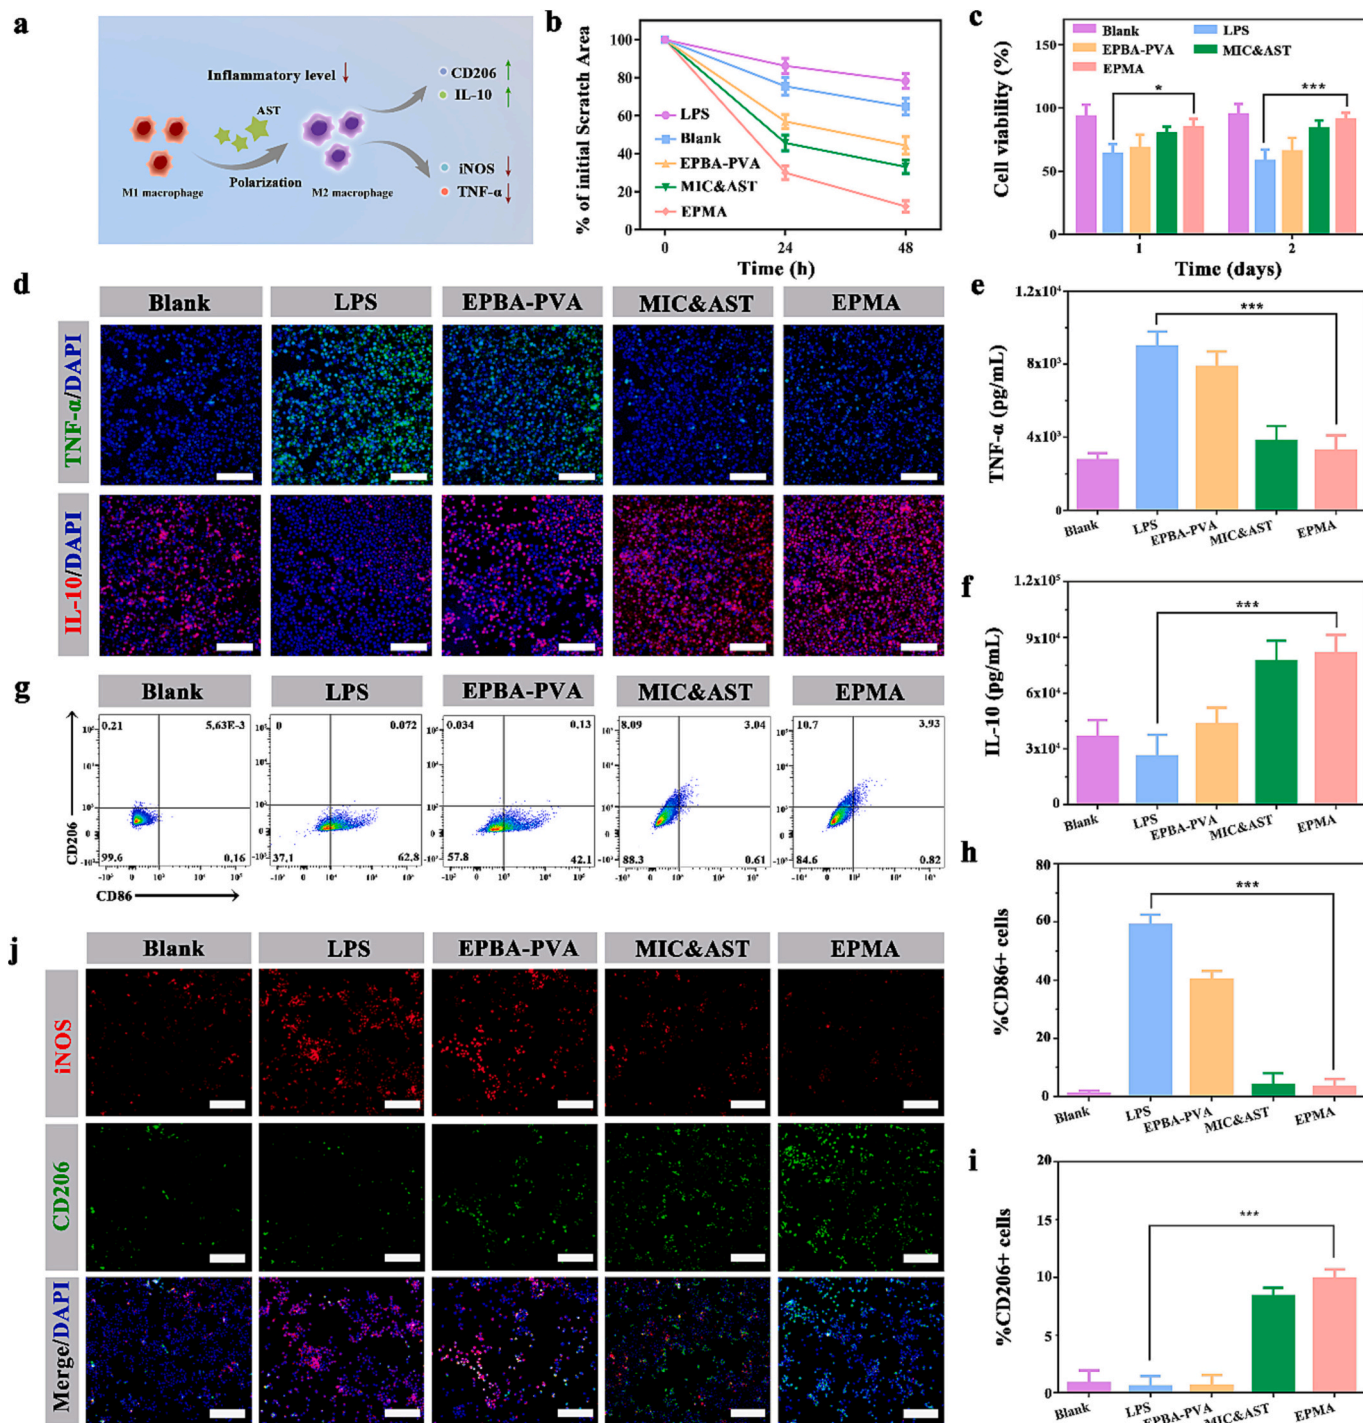 a
Inflammatory level
CD206
IL-10
AST
iNOS
TNF-α
M1 macrophage
Polarization
M2 macrophage
b
% of initial Scratch Area
100
80
60
40
20
0
LPS
Blank
EPBA-PVA
MIC&AST
EPMA
0 24 48
Time (h)
c
Cell viability (%)
150
100
50
0
Blank LPS
EPBA-PVA MIC&AST
EPMA
* ***
1 2
Time (days)
d
Blank LPS EPBA-PVA MIC&AST EPMA
TNF-α/DAPI
IL-10/DAPI
e
TNF-α (pg/mL)
1.2x10⁴
8x10³
4x10³
0
***
Blank LPS EPBA-PVA MIC&AST EPMA
f
IL-10 (pg/mL)
1.2x10⁵
9x10⁴
6x10⁴
3x10⁴
0
***
Blank LPS EPBA-PVA MIC&AST EPMA
g
Blank LPS EPBA-PVA MIC&AST EPMA
CD206
0.21 5.63E-3
99.6 0.16
0 0.072
37.1 62.8
0.034 0.13
57.8 42.1
8.09 3.04
88.3 0.61
10.7 3.93
84.6 0.82
CD86
h
%CD86+ cells
80
60
40
20
0
***
Blank LPS EPBA-PVA MIC&AST EPMA
i
%CD206+ cells
20
15
10
5
0
***
Blank LPS EPBA-PVA MIC&AST EPMA
j
Blank LPS EPBA-PVA MIC&AST EPMA
iNOS
CD206
Merge/DAPI